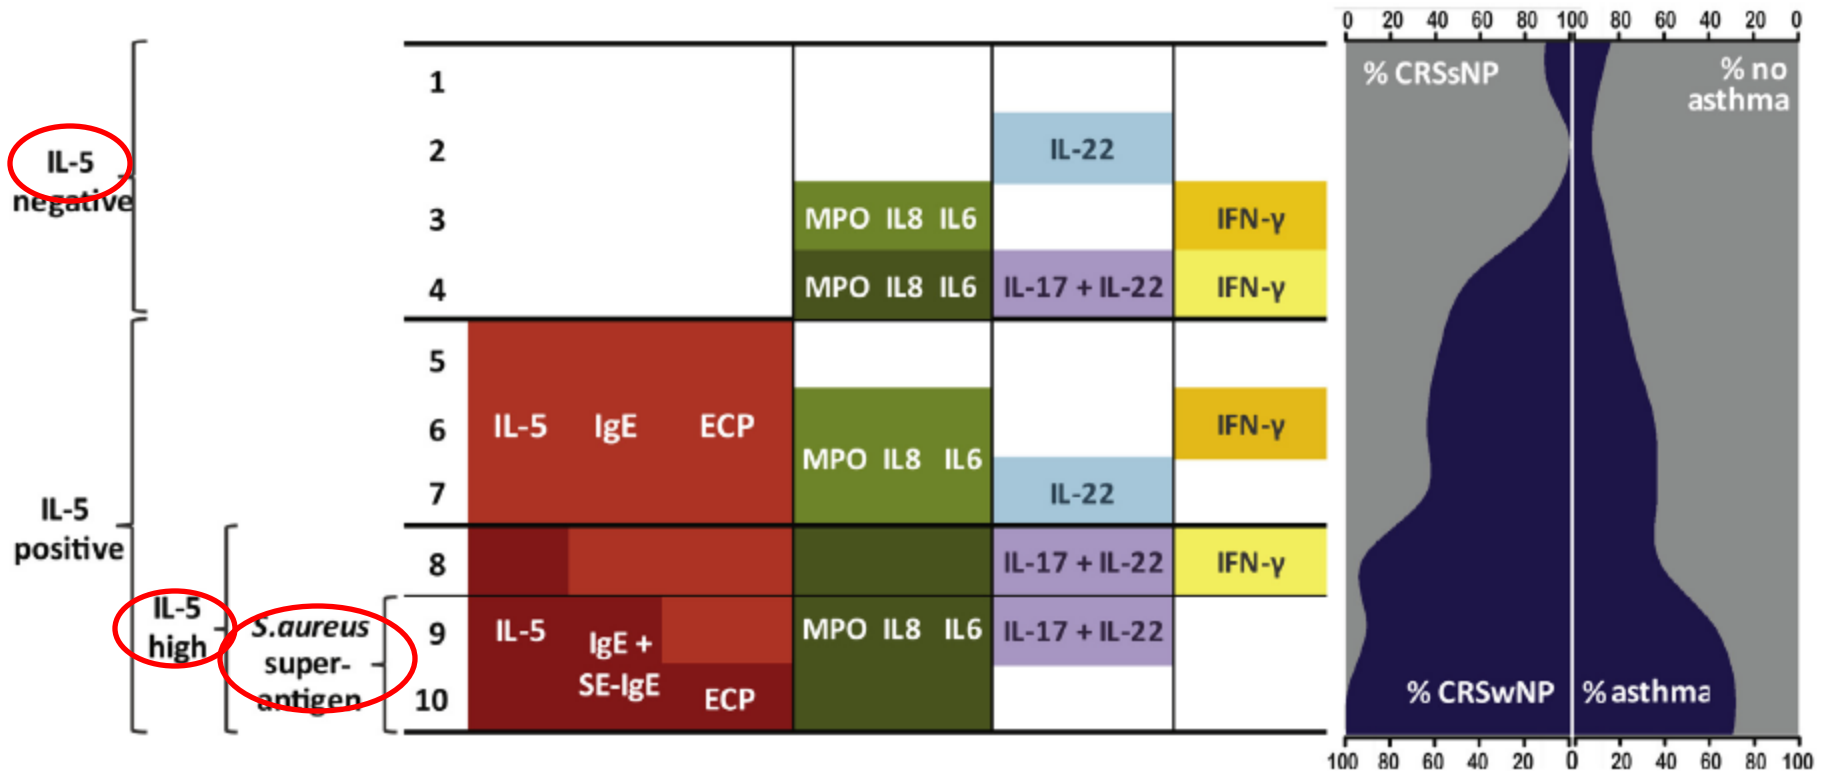 0 20 40 60 80 100 80 60 40 20 0
% CRSsNP
% no
asthma
1
2 IL-22
IL-5
negative
3 MPO IL8 IL6 IFN-γ
4 MPO IL8 IL6 IL-17 + IL-22 IFN-γ
5
6 IL-5 IgE ECP IFN-γ
MPO IL8 IL6
7 IL-22
IL-5
positive
8 IL-17 + IL-22 IFN-γ
IL-5
high
S.aureus
super-
antigen
9 IL-5 MPO IL8 IL6 IL-17 + IL-22
IgE +
SE-IgE
10 ECP
% CRSwNP % asthma
100 80 60 40 20 0 20 40 60 80 100